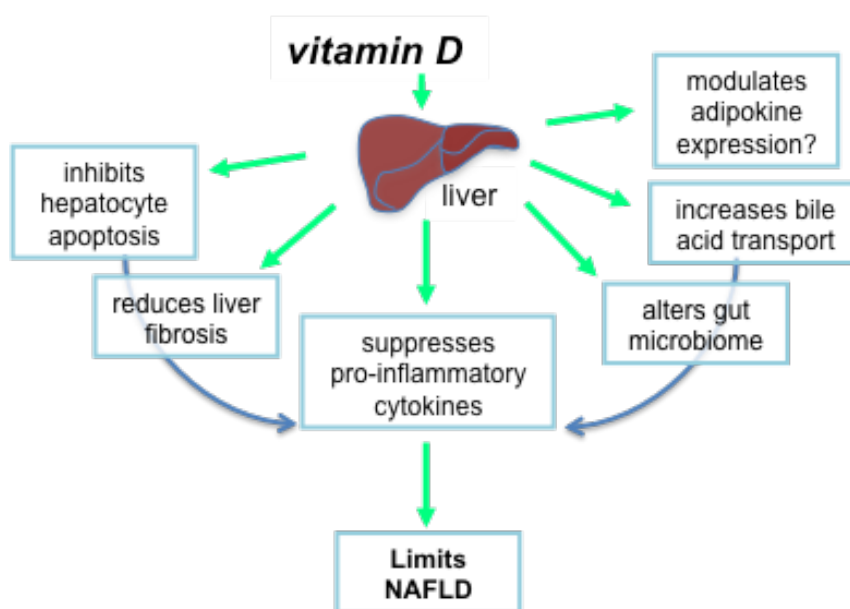 vitamin D
modulates
adipokine
expression?
inhibits
hepatocyte
apoptosis
liver
increases bile
acid transport
reduces liver
fibrosis
alters gut
microbiome
suppresses
pro-inflammatory
cytokines
Limits
NAFLD